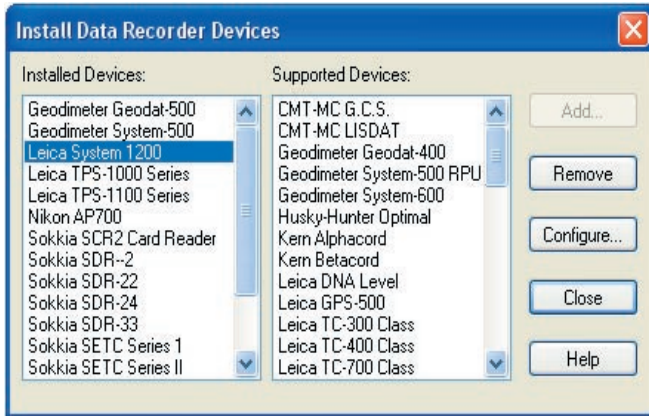 Install Data Recorder Devices
Installed Devices:
Geodimeter Geodat-500
Geodimeter System-500
Leica System 1200
Leica TPS-1000 Series
Leica TPS-1100 Series
Nikon AP700
Sokkia SCR2 Card Reader
Sokkia SDR--2
Sokkia SDR-22
Sokkia SDR-24
Sokkia SDR-33
Sokkia SETC Series 1
Sokkia SETC Series II
Supported Devices:
CMT-MC G.C.S.
CMT-MC LISDAT
Geodimeter Geodat-400
Geodimeter System-500 RPU
Geodimeter System-600
Husky-Hunter Optimal
Kern Alphacord
Kern Betacord
Leica DNA Level
Leica GPS-500
Leica TC-300 Class
Leica TC-400 Class
Leica TC-700 Class
Add...
Remove
Configure...
Close
Help